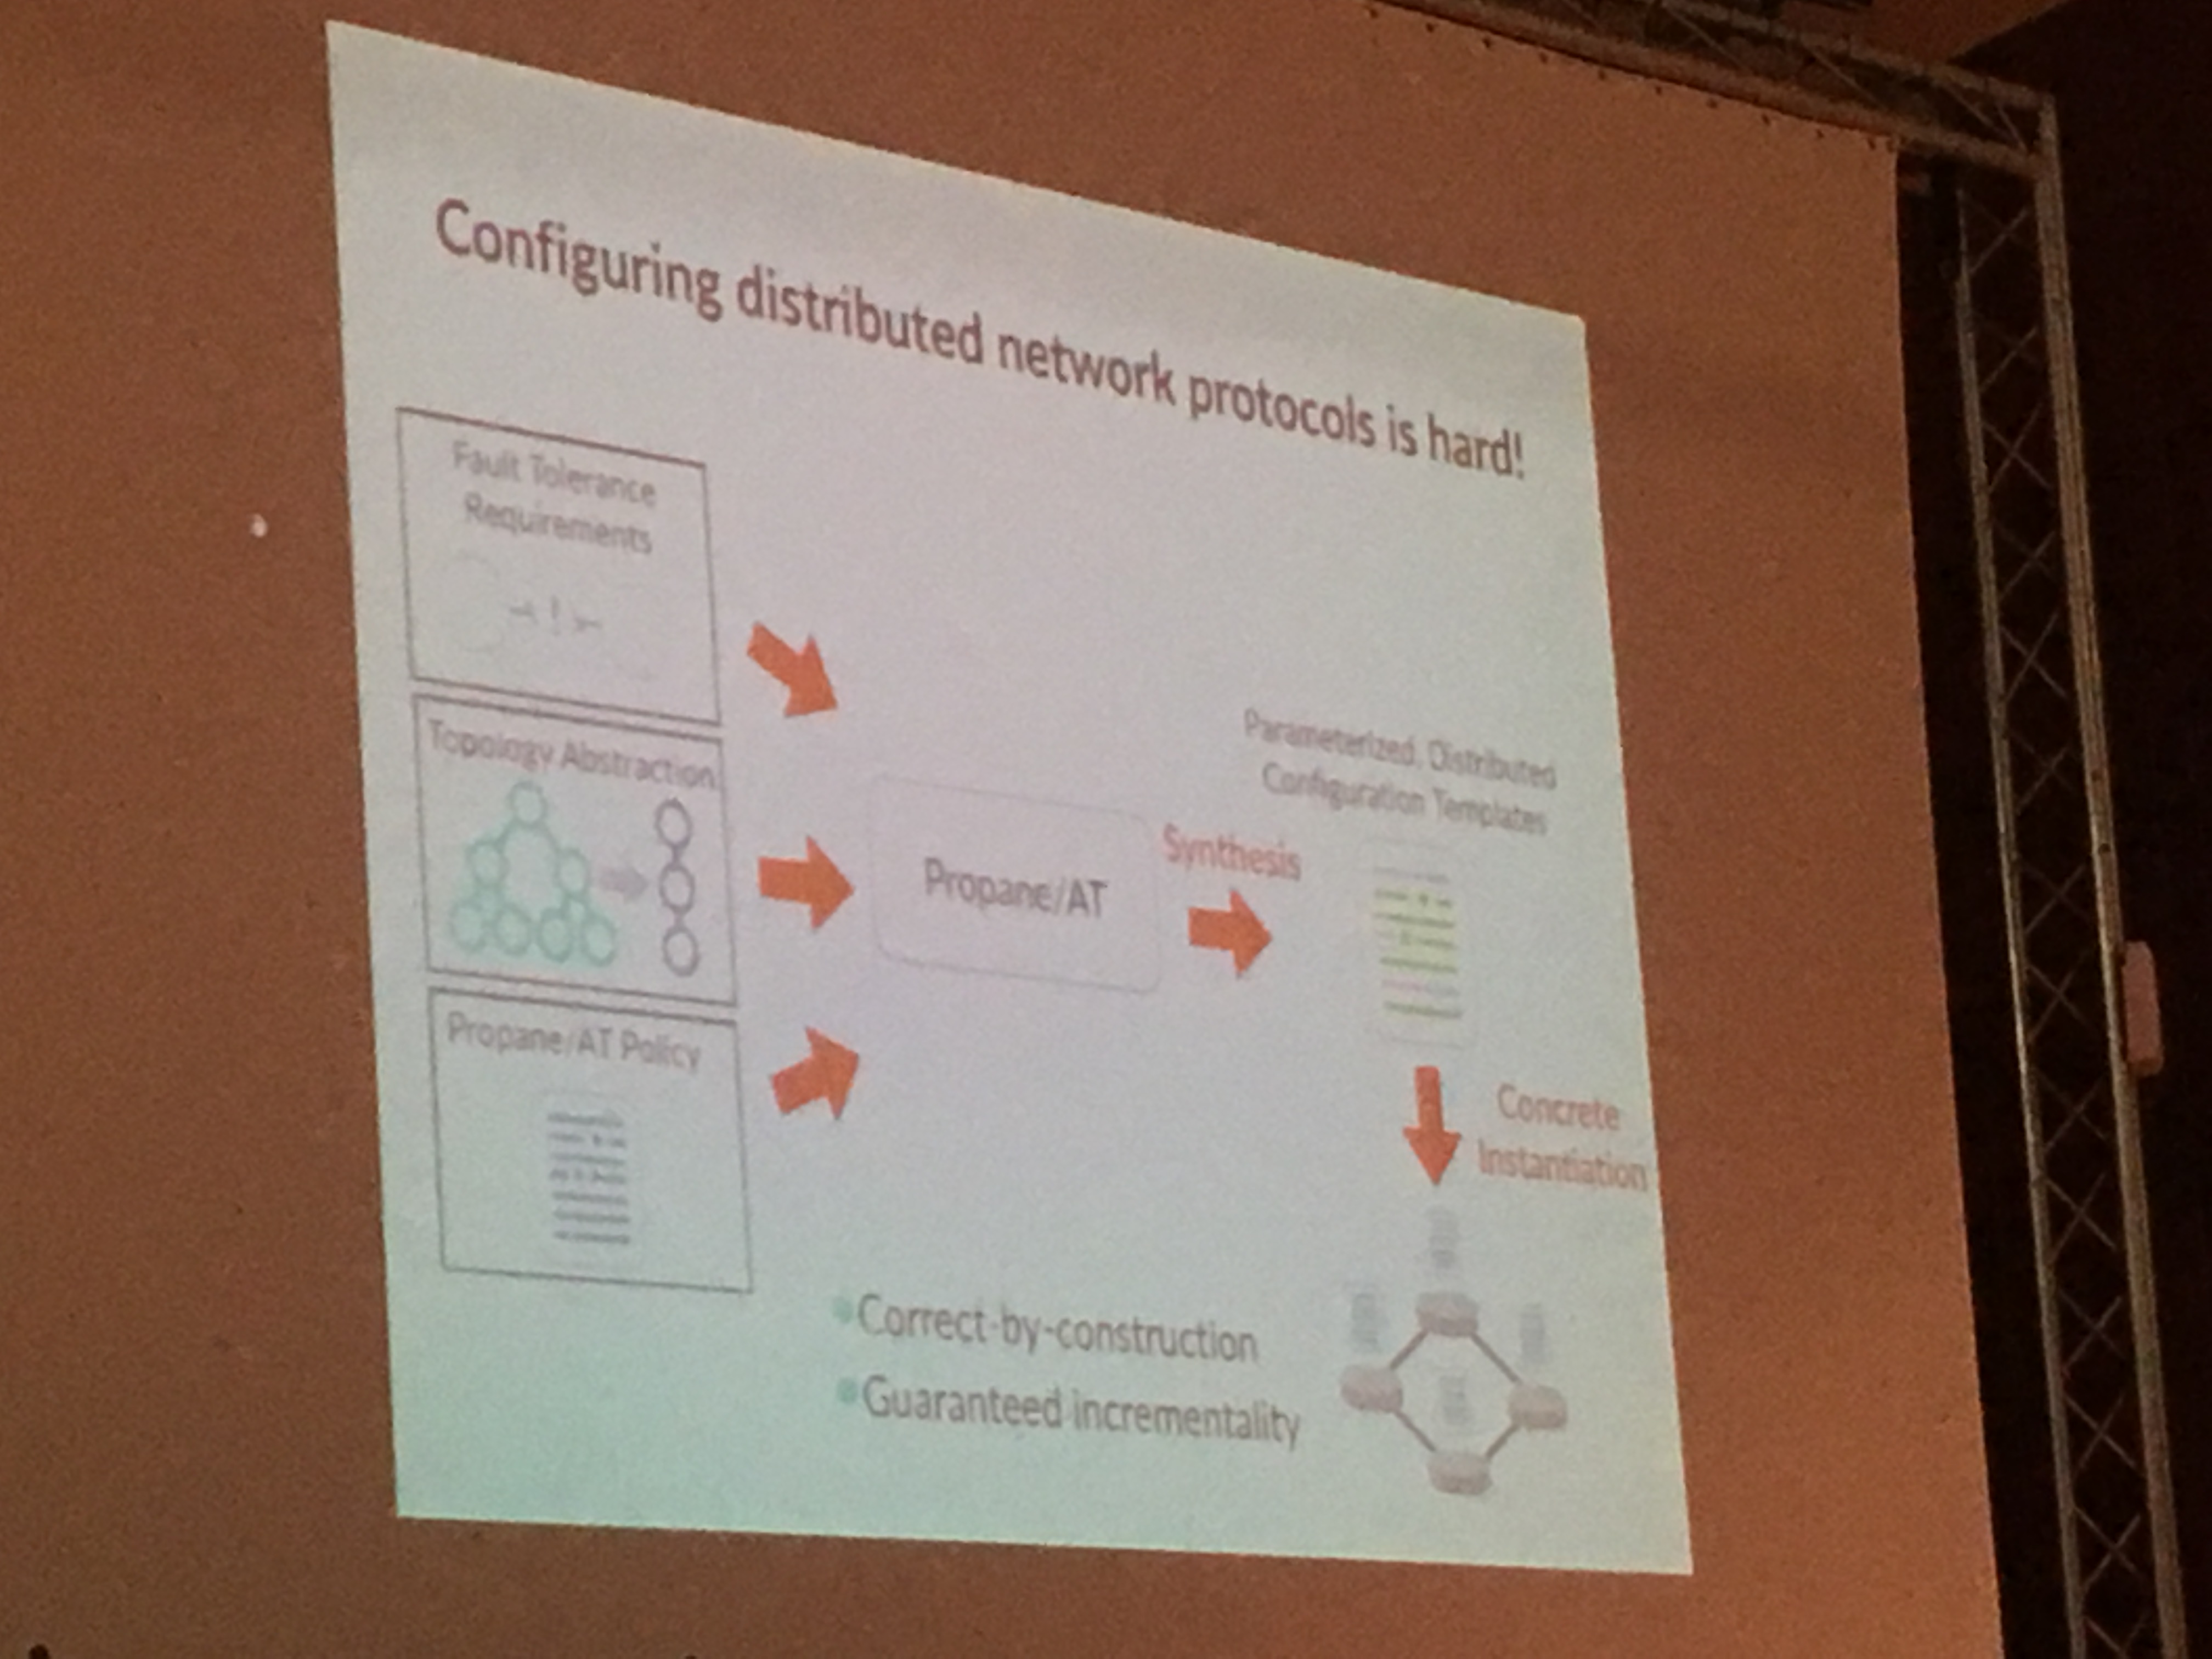 Configuring distributed network protocols is hard!
Fault Tolerance
Requirements
Topology Abstraction
Propane/AT Policy
Propane/AT
Synthesis
Parameterized, Distributed
Configuration Templates
Concrete
Instantiation
Correct-by-construction
Guaranteed incrementality